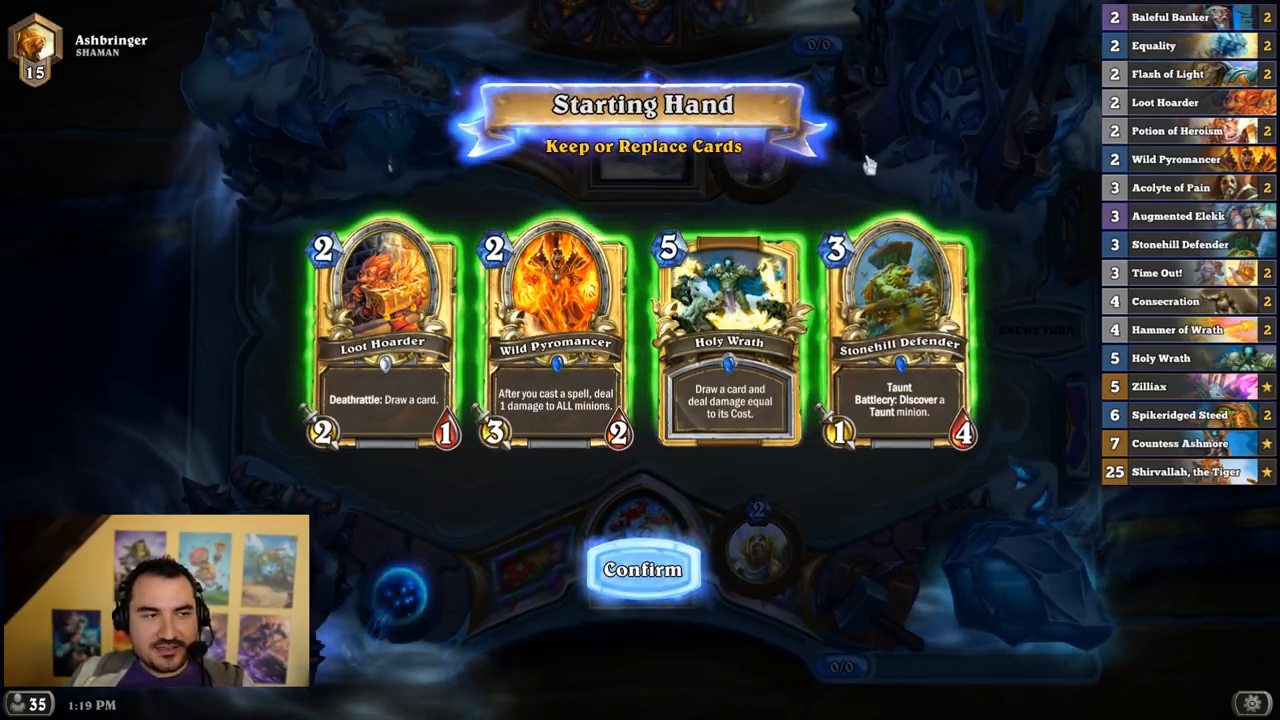 Ashbringer
SHAMAN
15
0/0
Starting Hand
Keep or Replace Cards
2
Loot Hoarder
Deathrattle: Draw a card.
2
1
2
Wild Pyromancer
After you cast a spell, deal
1 damage to ALL minions.
3
2
5
Holy Wrath
Draw a card and
deal damage equal
to its Cost.
3
Stonehill Defender
Taunt
Battlecry: Discover a
Taunt minion.
1
4
ENEMY TURN
Confirm
2
0/0
2 Baleful Banker 2
2 Equality 2
2 Flash of Light 2
2 Loot Hoarder 2
2 Potion of Heroism 2
2 Wild Pyromancer 2
3 Acolyte of Pain 2
3 Augmented Elekk
3 Stonehill Defender
3 Time Out! 2
4 Consecration 2
4 Hammer of Wrath 2
5 Holy Wrath 2
5 Zilliax
6 Spikeridged Steed 2
7 Countess Ashmore
25 Shirvallah, the Tiger
35
1:19 PM